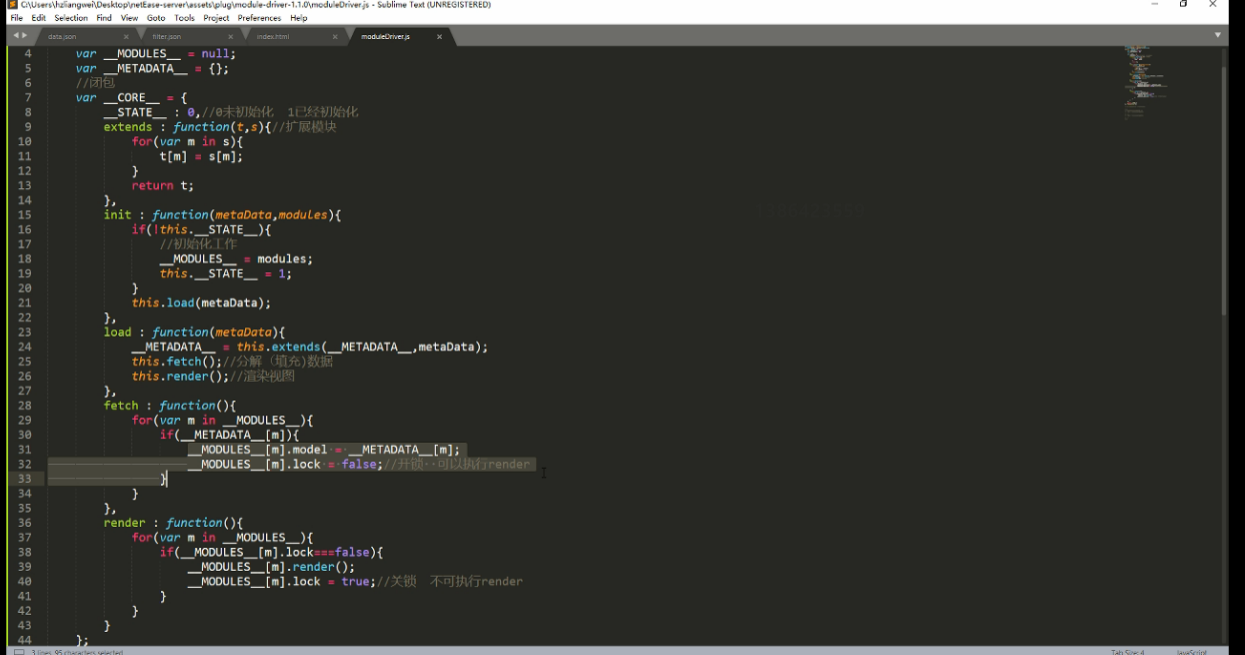 C:\Users\hzliangwei\Desktop\netEase-server\assets\plug\module-driver-1.1.0\moduleDriver.js - Sublime Text (UNREGISTERED)
File Edit Selection Find View Goto Tools Project Preferences Help
data.json × filter.json × index.html × moduleDriver.js ×
4 var __MODULES__ = null;
5 var __METADATA__ = {};
6 //闭包
7 var __CORE__ = {
8 __STATE__ : 0,//0未初始化 1已经初始化
9 extends : function(t,s){//扩展模块
10 for(var m in s){
11 t[m] = s[m];
12 }
13 return t;
14 },
15 init : function(metaData,modules){
16 if(!this.__STATE__){
17 //初始化工作
18 __MODULES__ = modules;
19 this.__STATE__ = 1;
20 }
21 this.load(metaData);
22 },
23 load : function(metaData){
24 __METADATA__ = this.extends(__METADATA__,metaData);
25 this.fetch();//分解（填充)数据
26 this.render();//渲染视图
27 },
28 fetch : function(){
29 for(var m in __MODULES__){
30 if(__METADATA__[m]){
31 __MODULES__[m].model = __METADATA__[m];
32 __MODULES__[m].lock = false;//开锁 可以执行render
33 }
34 }
35 },
36 render : function(){
37 for(var m in __MODULES__){
38 if(__MODULES__[m].lock===false){
39 __MODULES__[m].render();
40 __MODULES__[m].lock = true;//关锁 不可执行render
41 }
42 }
43 }
44 };
3 lines, 95 characters selected
Tab Size: 4 JavaScript